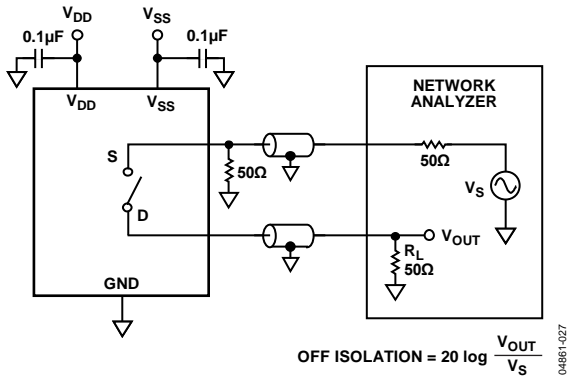 VDD
VSS
0.1µF
0.1µF
VDD
VSS
NETWORK
ANALYZER
S
50Ω
50Ω
VS
D
VOUT
RL
50Ω
GND
OFF ISOLATION = 20 log VOUT
VS
04861-027